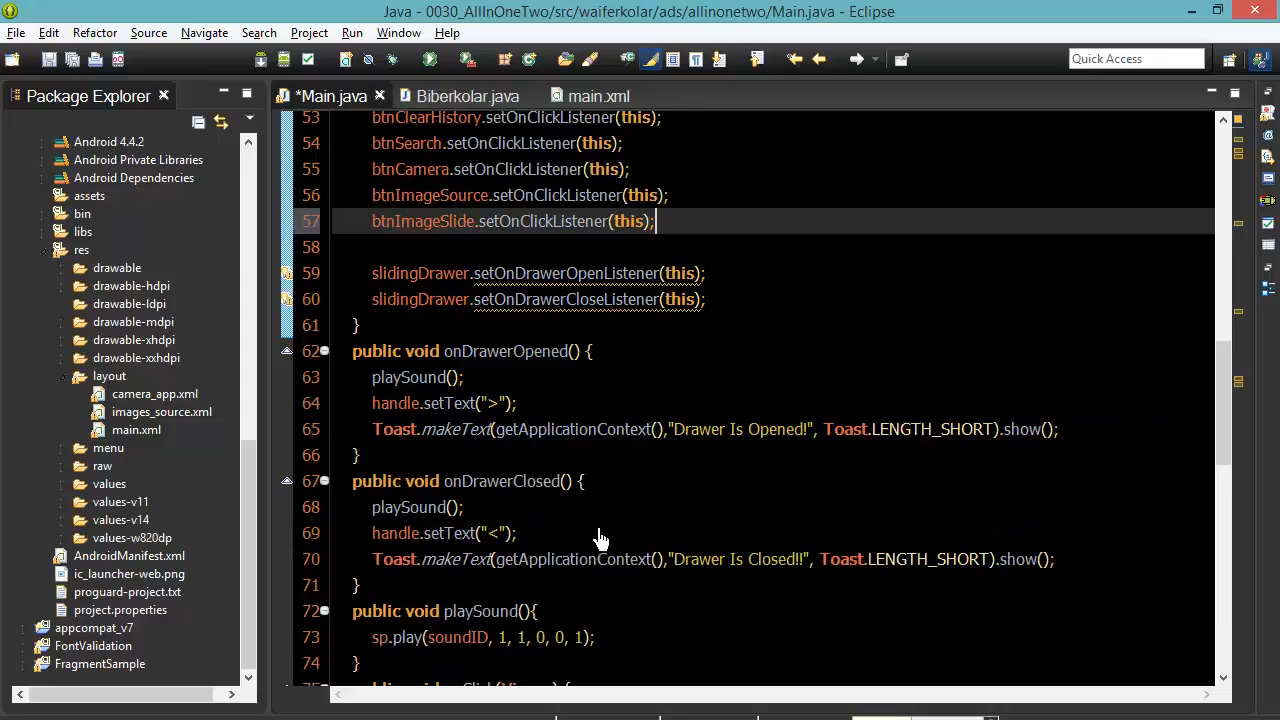 Java - 0030_AllInOneTwo/src/waiferkolar/ads/allinonetwo/Main.java - Eclipse
File Edit Refactor Source Navigate Search Project Run Window Help
Quick Access
Package Explorer
*Main.java Biberkolar.java main.xml
Android 4.4.2
Android Private Libraries
Android Dependencies
assets
bin
libs
res
drawable
drawable-hdpi
drawable-ldpi
drawable-mdpi
drawable-xhdpi
drawable-xxhdpi
layout
camera_app.xml
images_source.xml
main.xml
menu
raw
values
values-v11
values-v14
values-w820dp
AndroidManifest.xml
ic_launcher-web.png
proguard-project.txt
project.properties
appcompat_v7
FontValidation
FragmentSample
53 btnClearHistory.setOnClickListener(this);
54 btnSearch.setOnClickListener(this);
55 btnCamera.setOnClickListener(this);
56 btnImageSource.setOnClickListener(this);
57 btnImageSlide.setOnClickListener(this);
58
59 slidingDrawer.setOnDrawerOpenListener(this);
60 slidingDrawer.setOnDrawerCloseListener(this);
61 }
62 public void onDrawerOpened() {
63 playSound();
64 handle.setText(">");
65 Toast.makeText(getApplicationContext(),"Drawer Is Opened!", Toast.LENGTH_SHORT).show();
66 }
67 public void onDrawerClosed() {
68 playSound();
69 handle.setText("<");
70 Toast.makeText(getApplicationContext(),"Drawer Is Closed!!", Toast.LENGTH_SHORT).show();
71 }
72 public void playSound(){
73 sp.play(soundID, 1, 1, 0, 0, 1);
74 }